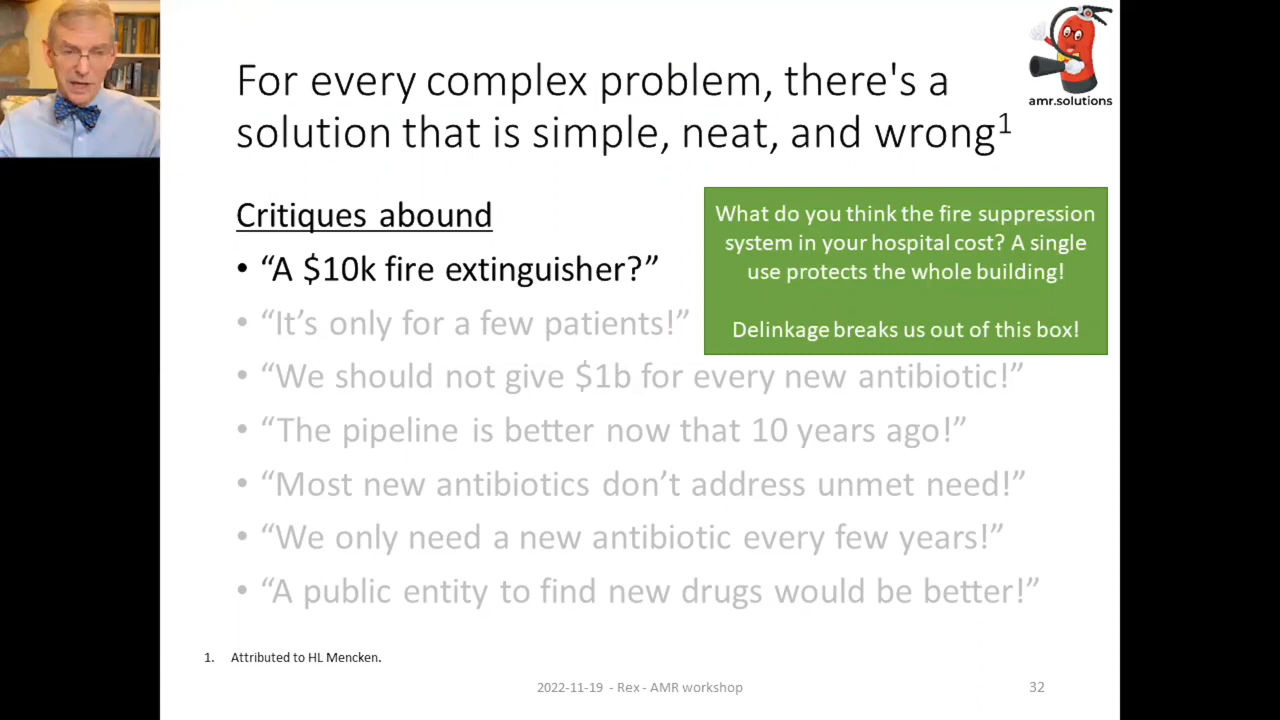 amr.solutions
For every complex problem, there's a
solution that is simple, neat, and wrong1
Critiques abound
• “A $10k fire extinguisher?”
• “It’s only for a few patients!”
• “We should not give $1b for every new antibiotic!”
• “The pipeline is better now that 10 years ago!”
• “Most new antibiotics don’t address unmet need!”
• “We only need a new antibiotic every few years!”
• “A public entity to find new drugs would be better!”
What do you think the fire suppression
system in your hospital cost? A single
use protects the whole building!
Delinkage breaks us out of this box!
1. Attributed to HL Mencken.
2022-11-19 - Rex - AMR workshop
32